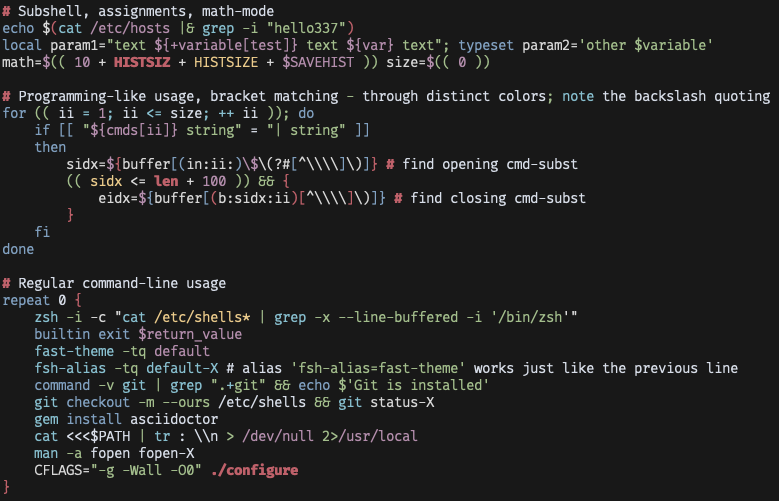 # Subshell, assignments, math-mode
echo $(cat /etc/hosts |& grep -i "hello337")
local param1="text ${+variable[test]} text ${var} text"; typeset param2='other $variable'
math=$(( 10 + HISTSIZ + HISTSIZE + $SAVEHIST )) size=$(( 0 ))
# Programming-like usage, bracket matching - through distinct colors; note the backslash quoting
for (( ii = 1; ii <= size; ++ ii )); do
if [[ "${cmds[ii]} string" = "| string" ]]
then
sidx=${buffer[(in:ii:)\$\(?#[^\\\\]\)]} # find opening cmd-subst
(( sidx <= len + 100 )) && {
eidx=${buffer[(b:sidx:ii)[^\\\\]\)]} # find closing cmd-subst
}
fi
done
# Regular command-line usage
repeat 0 {
zsh -i -c "cat /etc/shells* | grep -x --line-buffered -i '/bin/zsh'"
builtin exit $return_value
fast-theme -tq default
fsh-alias -tq default-X # alias 'fsh-alias=fast-theme' works just like the previous line
command -v git | grep ".+git" && echo $'Git is installed'
git checkout -m --ours /etc/shells && git status-X
gem install asciidoctor
cat <<<$PATH | tr : \\n > /dev/null 2>/usr/local
man -a fopen fopen-X
CFLAGS="-g -Wall -O0" ./configure
}